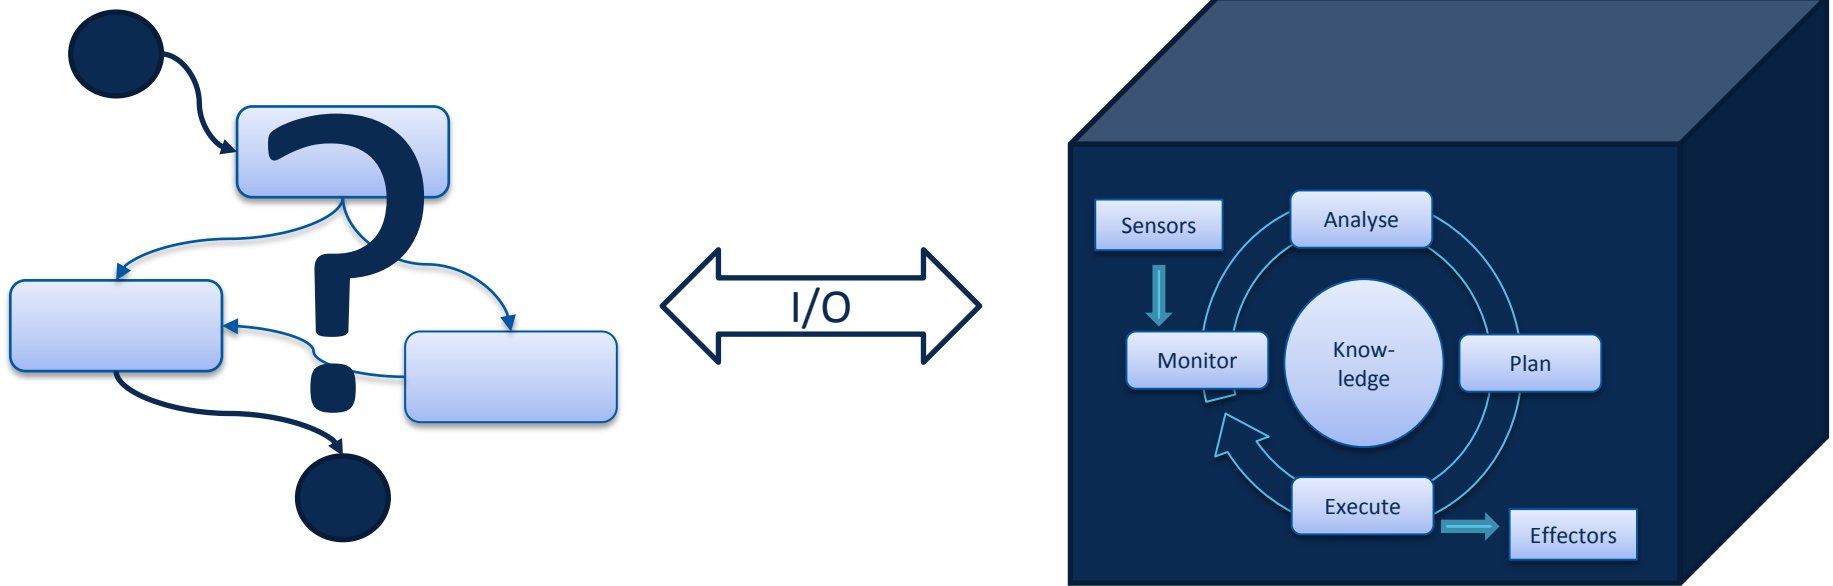 ?
I/O
Sensors
Analyse
Monitor
Know-
ledge
Plan
Execute
Effectors